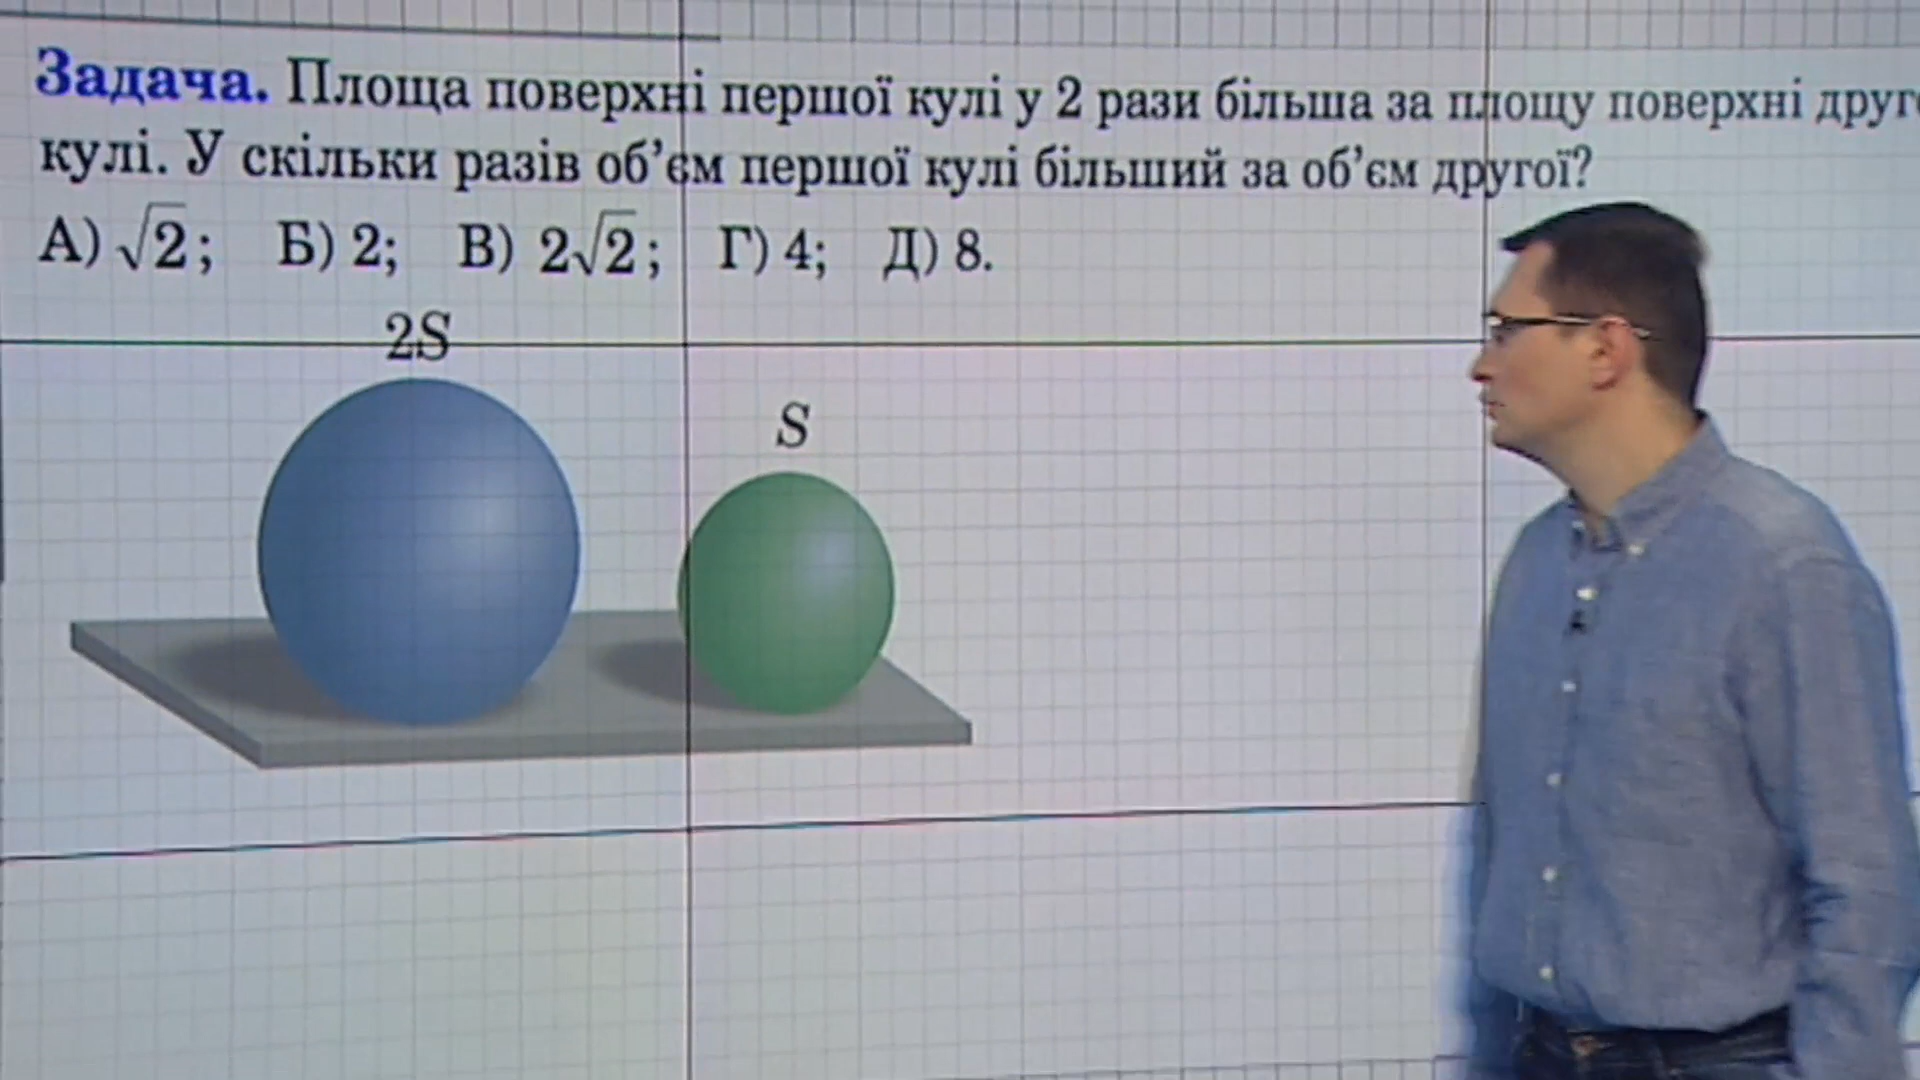 Задача. Площа поверхні першої кулі у 2 рази більша за площу поверхні
кулі. У скільки разів об’єм першої кулі більший за об’єм другої?
А) √2; Б) 2; В) 2√2; Г) 4; Д) 8.
2S
S